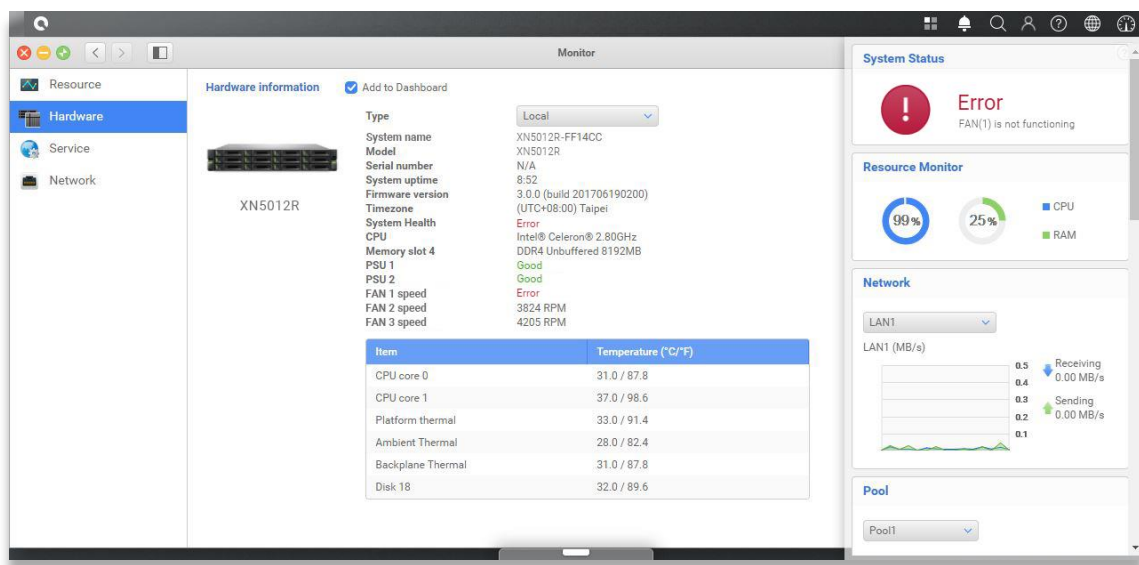 Monitor
Resource
Hardware
Service
Network
Hardware information
Add to Dashboard
XN5012R
Type Local
System name XN5012R-FF14CC
Model XN5012R
Serial number N/A
System uptime 8:52
Firmware version 3.0.0 (build 201706190200)
Timezone (UTC+08:00) Taipei
System Health Error
CPU Intel® Celeron® 2.80GHz
Memory slot 4 DDR4 Unbuffered 8192MB
PSU 1 Good
PSU 2 Good
FAN 1 speed Error
FAN 2 speed 3824 RPM
FAN 3 speed 4205 RPM
Item Temperature (°C/°F)
CPU core 0 31.0 / 87.8
CPU core 1 37.0 / 98.6
Platform thermal 33.0 / 91.4
Ambient Thermal 28.0 / 82.4
Backplane Thermal 31.0 / 87.8
Disk 18 32.0 / 89.6
System Status
Error
FAN(1) is not functioning
Resource Monitor
99%
25%
CPU
RAM
Network
LAN1
LAN1 (MB/s)
0.5
0.4
0.3
0.2
0.1
Receiving
0.00 MB/s
Sending
0.00 MB/s
Pool
Pool1